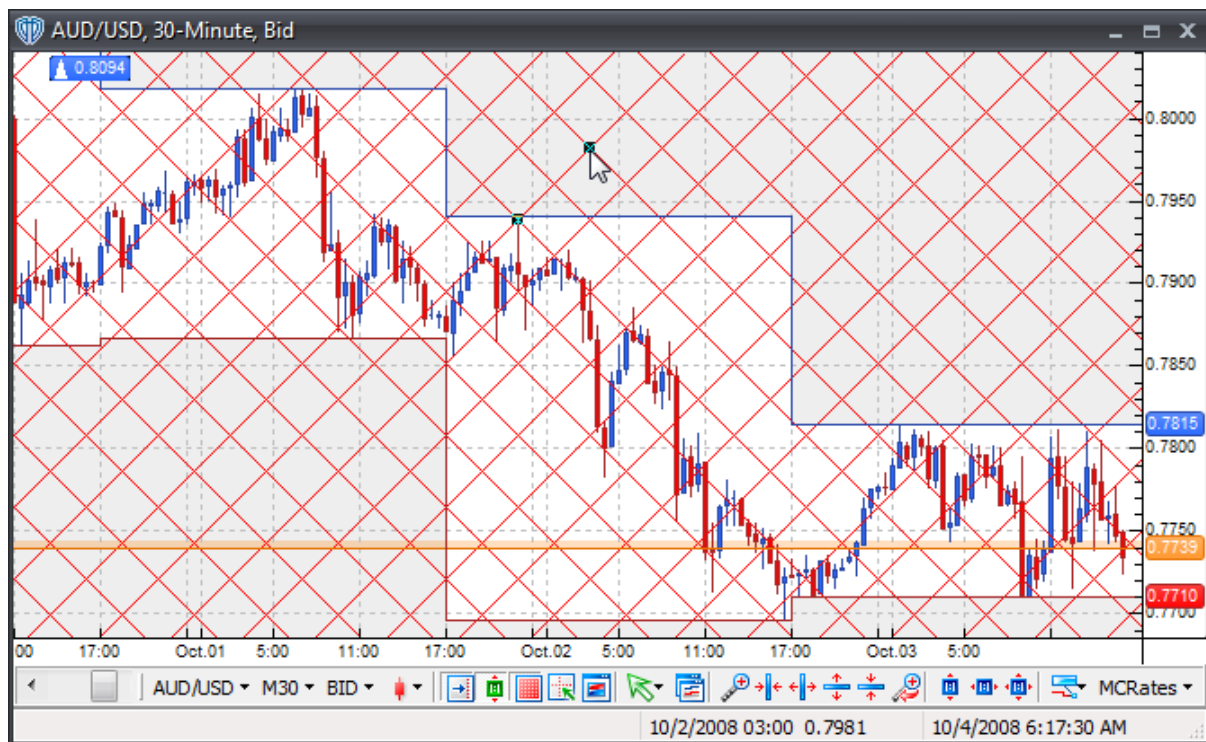 AUD/USD, 30-Minute, Bid
0.8094
0.8000
0.7950
0.7900
0.7850
0.7815
0.7800
0.7750
0.7739
0.7710
0.7700
00 17:00 Oct.01 5:00 11:00 17:00 Oct.02 5:00 11:00 17:00 Oct.03 5:00
AUD/USD M30 BID MCRates
10/2/2008 03:00 0.7981 10/4/2008 6:17:30 AM